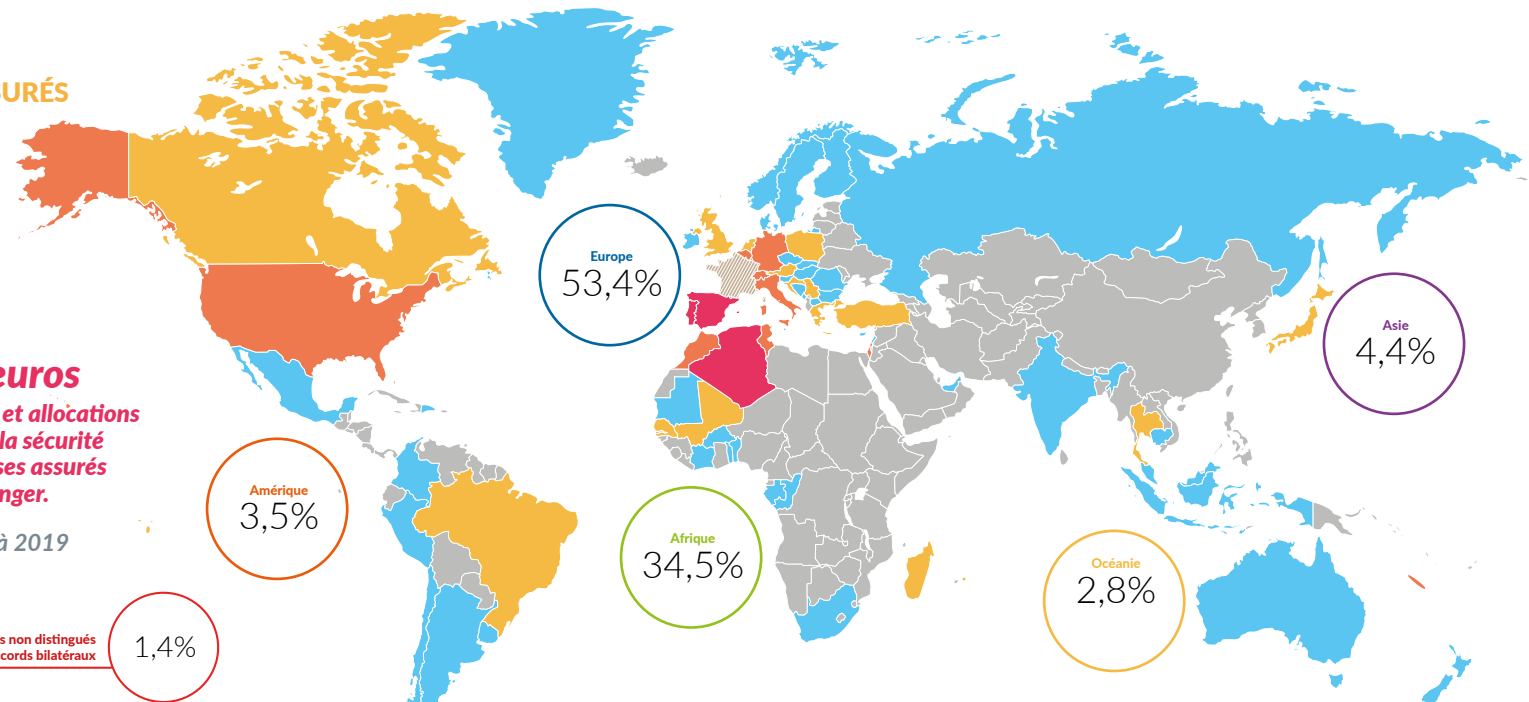 SURÉS
Europe
53,4%
Asie
4,4%
euros
et allocations
la sécurité
ses assurés
nger.
à 2019
Amérique
3,5%
Afrique
34,5%
Océanie
2,8%
s non distingués
cords bilatéraux
1,4%